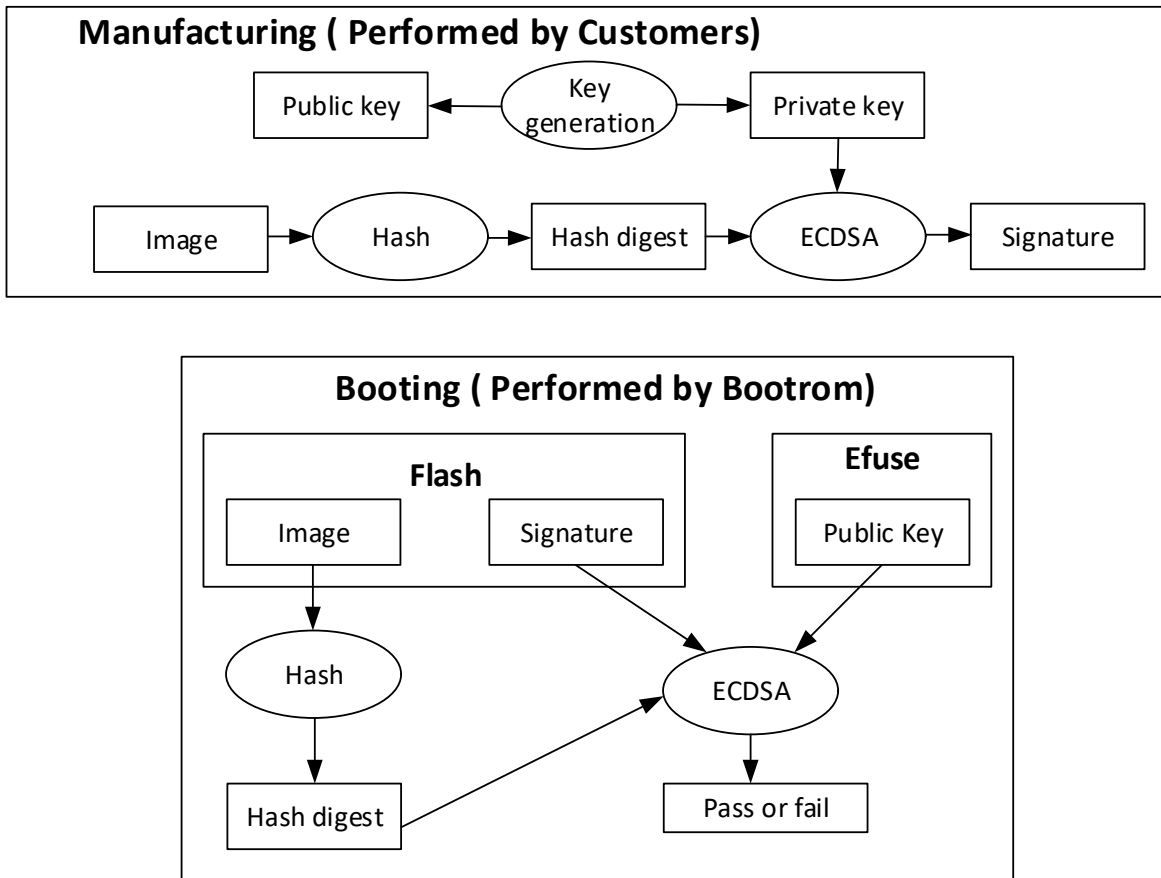 Manufacturing ( Performed by Customers)
Public key
Key
generation
Private key
Image
Hash
Hash digest
ECDSA
Signature
Booting ( Performed by Bootrom)
Flash
Efuse
Image
Signature
Public Key
Hash
ECDSA
Hash digest
Pass or fail